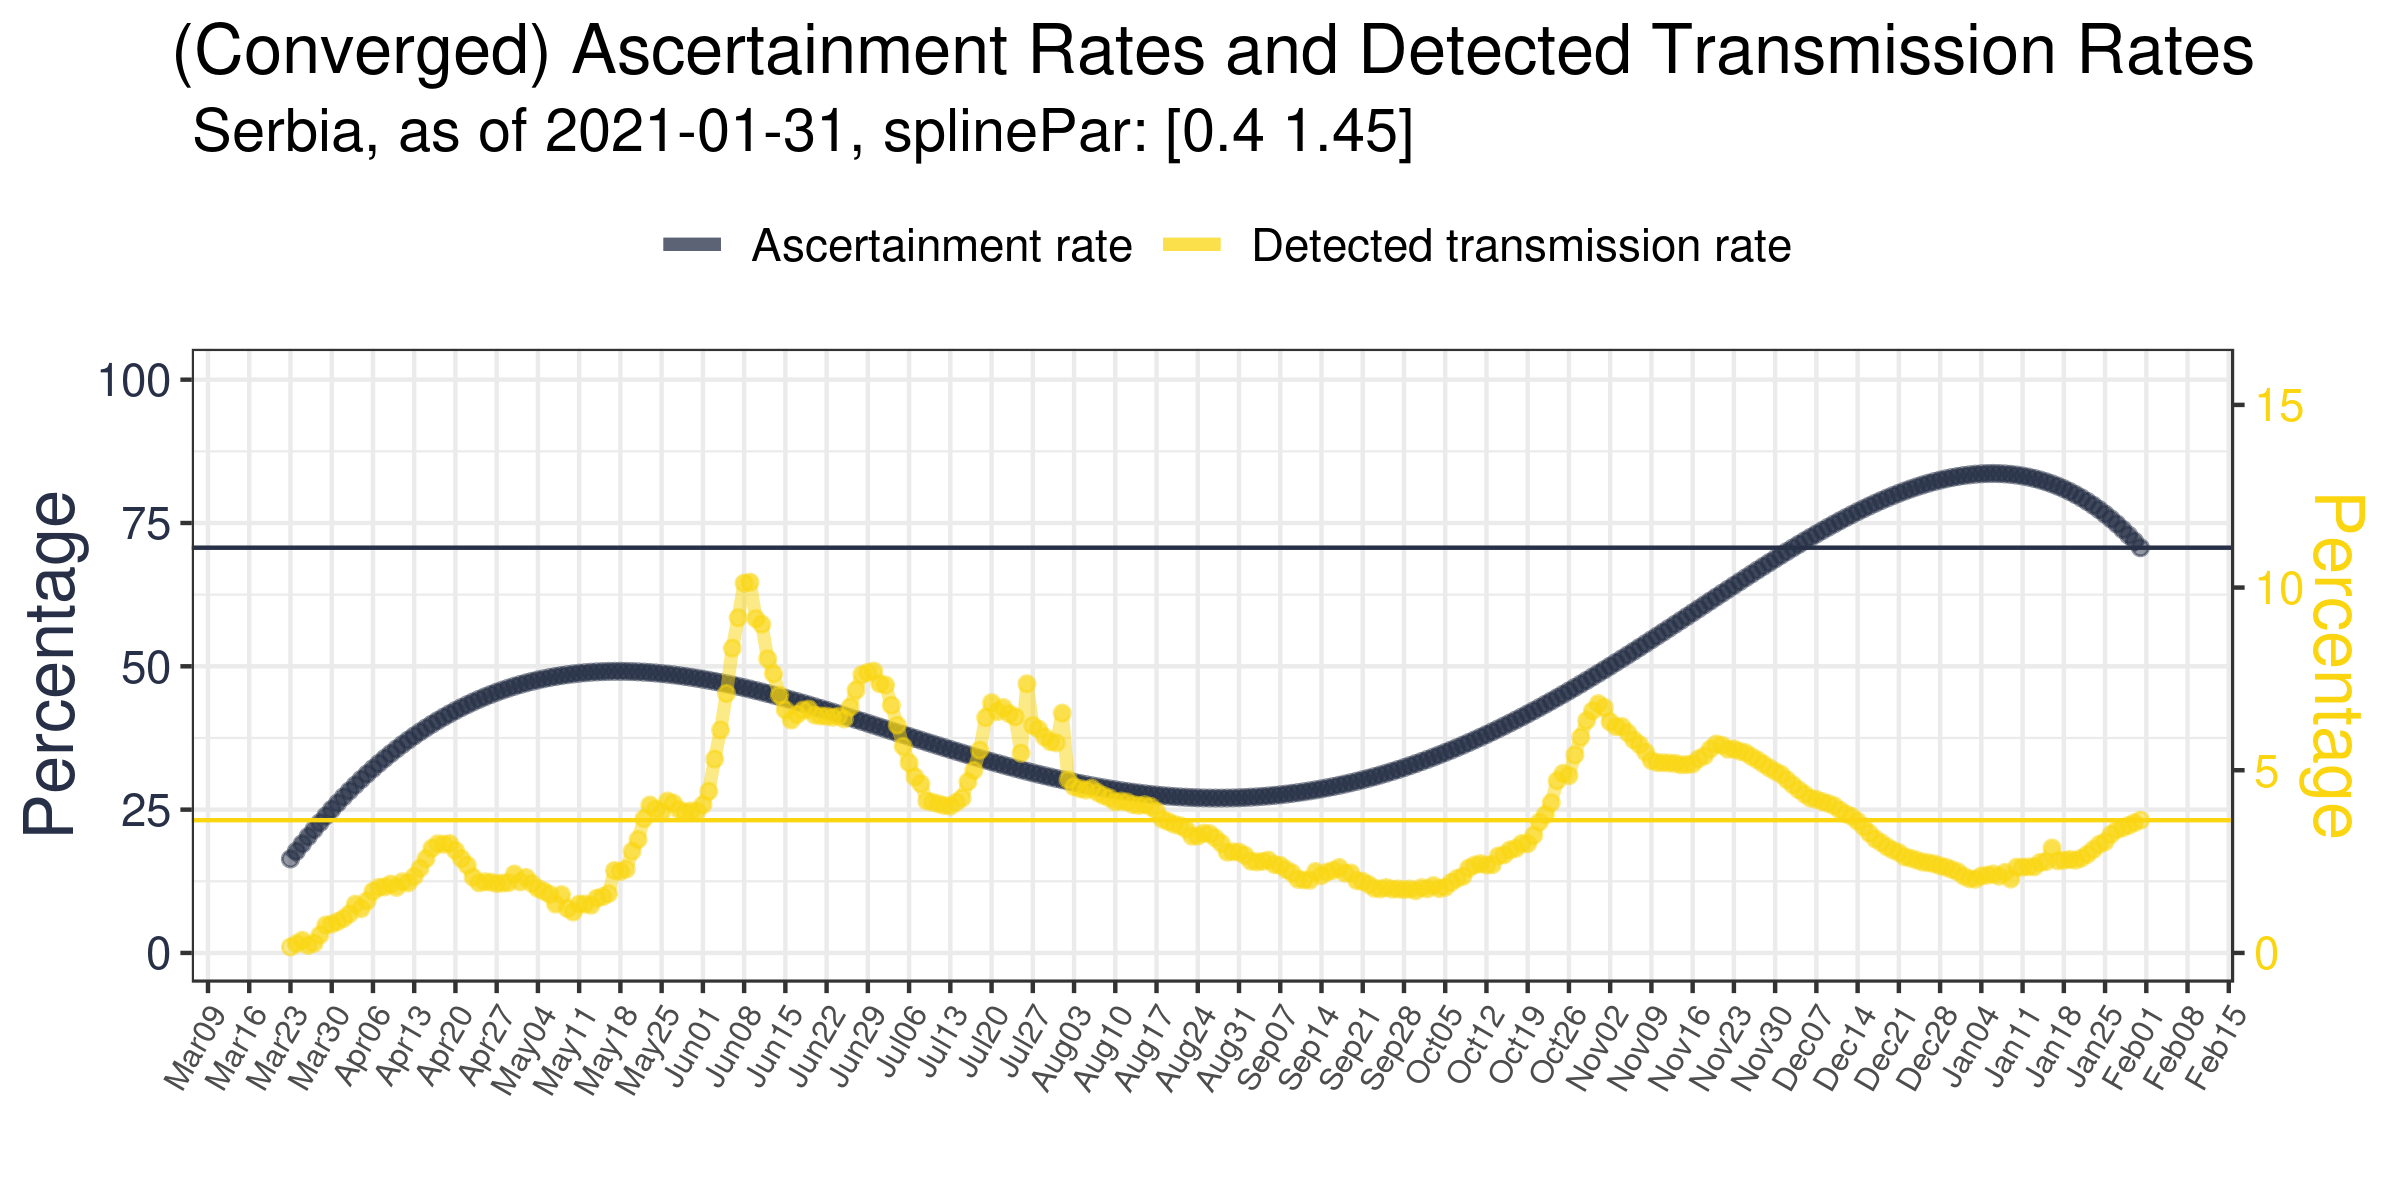 (Converged) Ascertainment Rates and Detected Transmission Rates
Serbia, as of 2021-01-31, splinePar: [0.4 1.45]
Ascertainment rate Detected transmission rate
Percentage
100
75
50
25
0
15
10
5
0
Percentage
Mar09 Mar16 Mar23 Mar30 Apr06 Apr13 Apr20 Apr27 May04 May11 May18 May25 Jun01 Jun08 Jun15 Jun22 Jun29 Jul06 Jul13 Jul20 Jul27 Aug03 Aug10 Aug17 Aug24 Aug31 Sep07 Sep14 Sep21 Sep28 Oct05 Oct12 Oct19 Oct26 Nov02 Nov09 Nov16 Nov23 Nov30 Dec07 Dec14 Dec21 Dec28 Jan04 Jan11 Jan18 Jan25 Feb01 Feb08 Feb15